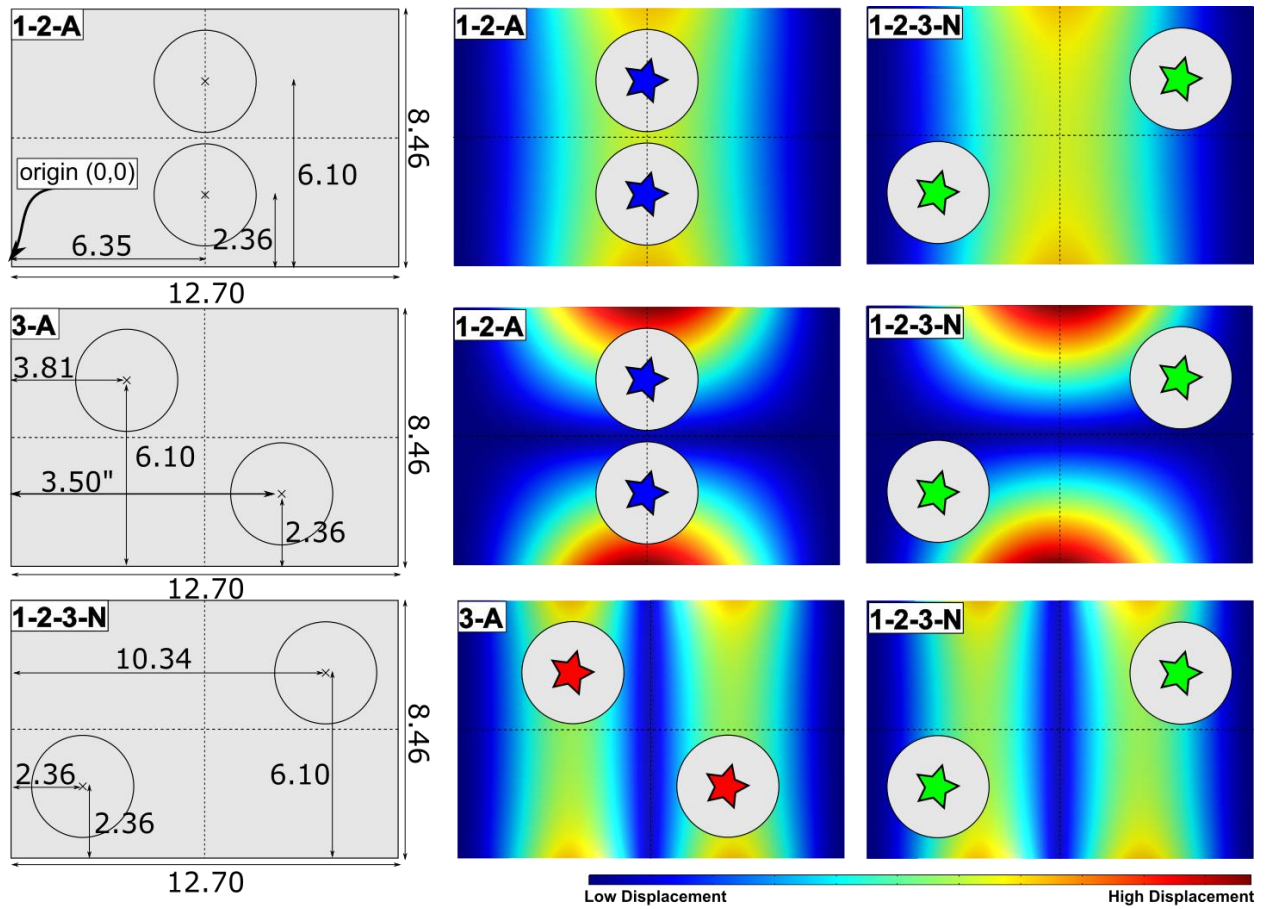 1-2-A
1-2-A
1-2-3-N
origin (0,0)
6.10
8.46
6.35
2.36
12.70
3-A
1-2-A
1-2-3-N
3.81
6.10
8.46
3.50"
2.36
12.70
1-2-3-N
3-A
1-2-3-N
10.34
8.46
2.36
6.10
2.36
12.70
Low Displacement
High Displacement